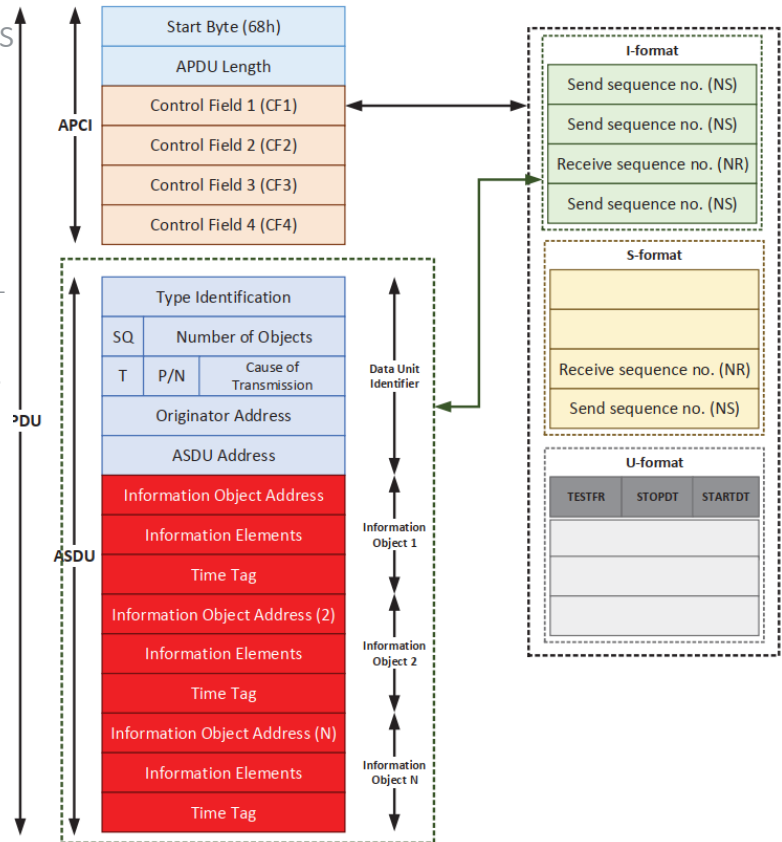 S
Start Byte (68h)
APDU Length
APCI
Control Field 1 (CF1)
Control Field 2 (CF2)
Control Field 3 (CF3)
Control Field 4 (CF4)
PDU
ASDU
Type Identification
SQ
Number of Objects
T
P/N
Cause of
Transmission
Originator Address
ASDU Address
Data Unit
Identifier
Information Object Address
Information Elements
Time Tag
Information
Object 1
Information Object Address (2)
Information Elements
Time Tag
Information
Object 2
Information Object Address (N)
Information Elements
Time Tag
Information
Object N
I-format
Send sequence no. (NS)
Send sequence no. (NS)
Receive sequence no. (NR)
Send sequence no. (NS)
S-format
Receive sequence no. (NR)
Send sequence no. (NS)
U-format
TESTFR
STOPDT
STARTDT